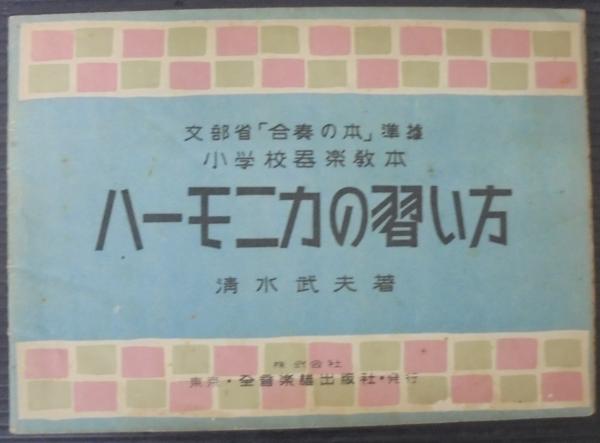 文部省「合奏の本」準拠
小学校器楽教本
ハーモニカの習い方
清水武夫著
株式会社
東京・全音楽譜出版社・発行